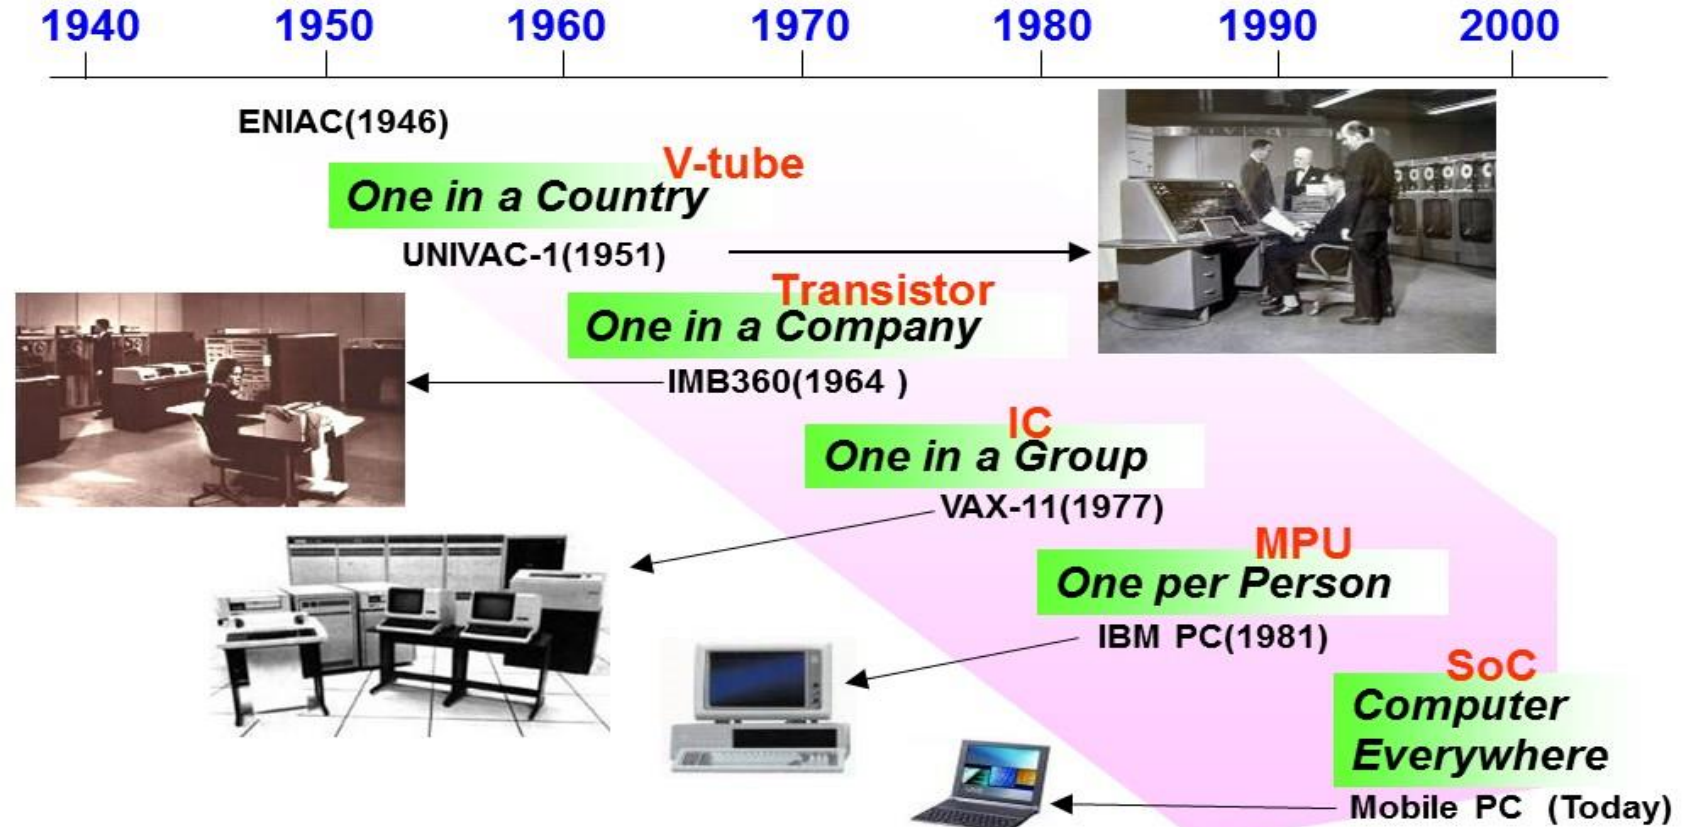 1940 1950 1960 1970 1980 1990 2000
ENIAC(1946)
V-tube
One in a Country
UNIVAC-1(1951)
Transistor
One in a Company
IMB360(1964 )
IC
One in a Group
VAX-11(1977)
MPU
One per Person
IBM PC(1981)
SoC
Computer
Everywhere
Mobile PC (Today)